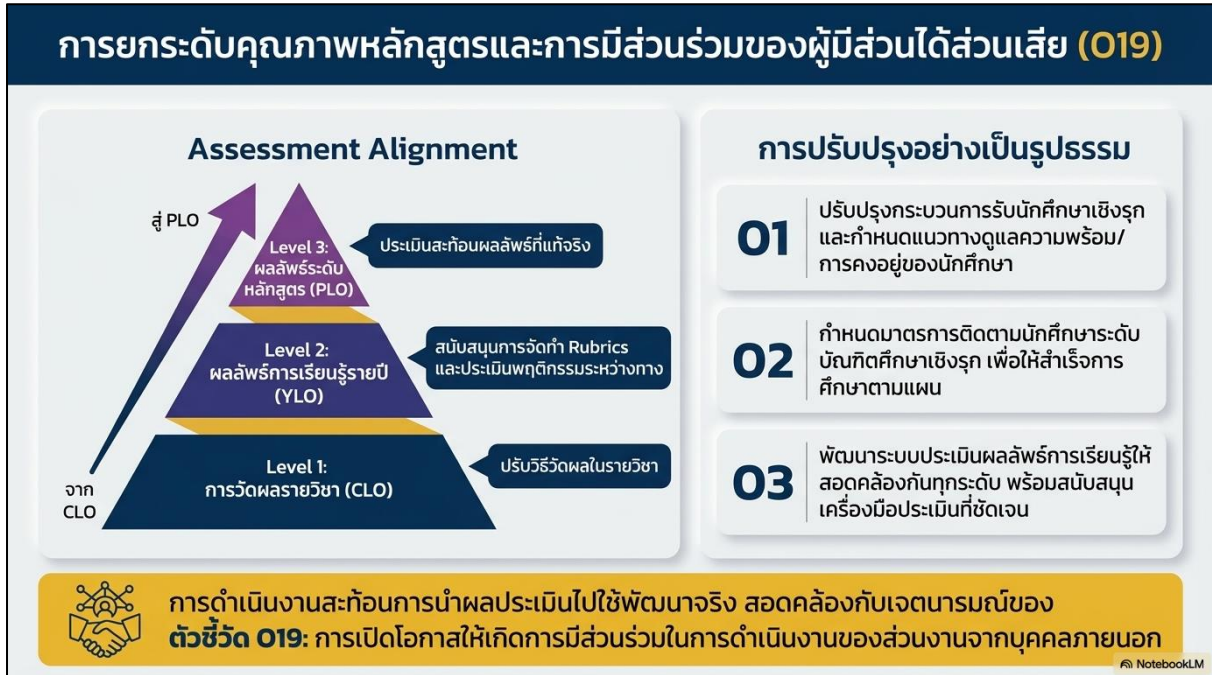 การยกระดับคุณภาพหลักสูตรและการมีส่วนร่วมของผู้มีส่วนได้ส่วนเสีย (O19)
Assessment Alignment
สู่ PLO
Level 3:
ผลลัพธ์ระดับ
หลักสูตร (PLO)
ประเมินสะท้อนผลลัพธ์ที่แท้จริง
Level 2:
ผลลัพธ์การเรียนรู้รายปี
(YLO)
สนับสนุนการจัดทำ Rubrics
และประเมินพฤติกรรมระหว่างทาง
Level 1:
การวัดผลรายวิชา (CLO)
ปรับวิธีวัดผลในรายวิชา
จาก
CLO
การปรับปรุงอย่างเป็นรูปธรรม
01
ปรับปรุงกระบวนการรับนักศึกษาเชิงรุก
และกำหนดแนวทางดูแลความพร้อม/
การคงอยู่ของนักศึกษา
02
กำหนดมาตรการติดตามนักศึกษาระดับ
บัณฑิตศึกษาเชิงรุก เพื่อให้สำเร็จการ
ศึกษาตามแผน
03
พัฒนาระบบประเมินผลลัพธ์การเรียนรู้ให้
สอดคล้องกันทุกระดับ พร้อมสนับสนุน
เครื่องมือประเมินที่ชัดเจน
การดำเนินงานสะท้อนการนำผลประเมินไปใช้พัฒนาจริง สอดคล้องกับเจตนารมณ์ของ
ตัวชี้วัด O19: การเปิดโอกาสให้เกิดการมีส่วนร่วมในการดำเนินงานของส่วนงานจากบุคคลภายนอก
NotebookLM